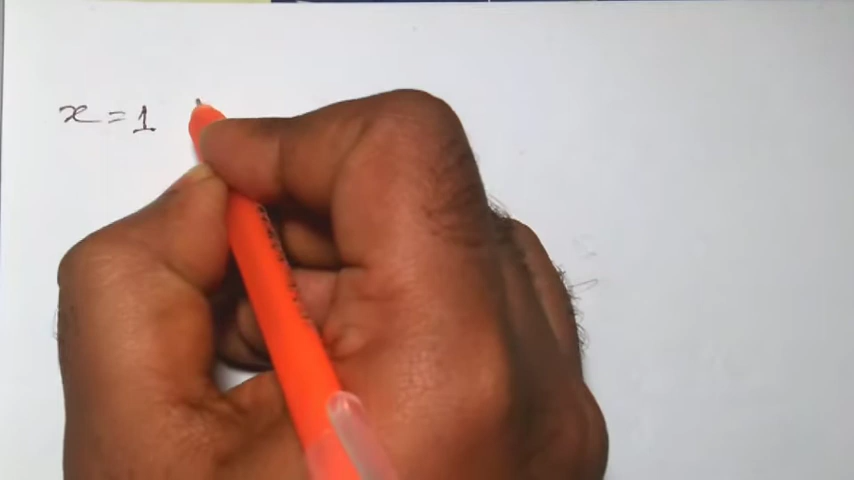 x = 1